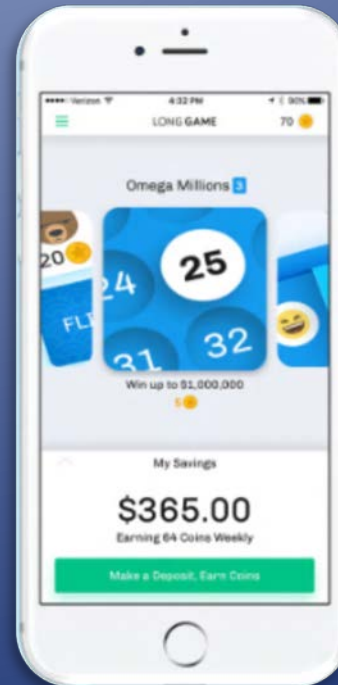 Verizon 4:32 PM 90%
LONG GAME 70
Omega Millions 3
20
FLI
24 25
31 32
Win up to $1,000,000
5
My Savings
$365.00
Earning 64 Coins Weekly
Make a Deposit, Earn Coins